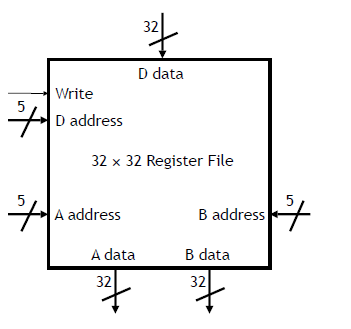 32
D data
Write
5
D address
32 × 32 Register File
5
5
A address
B address
A data
B data
32
32